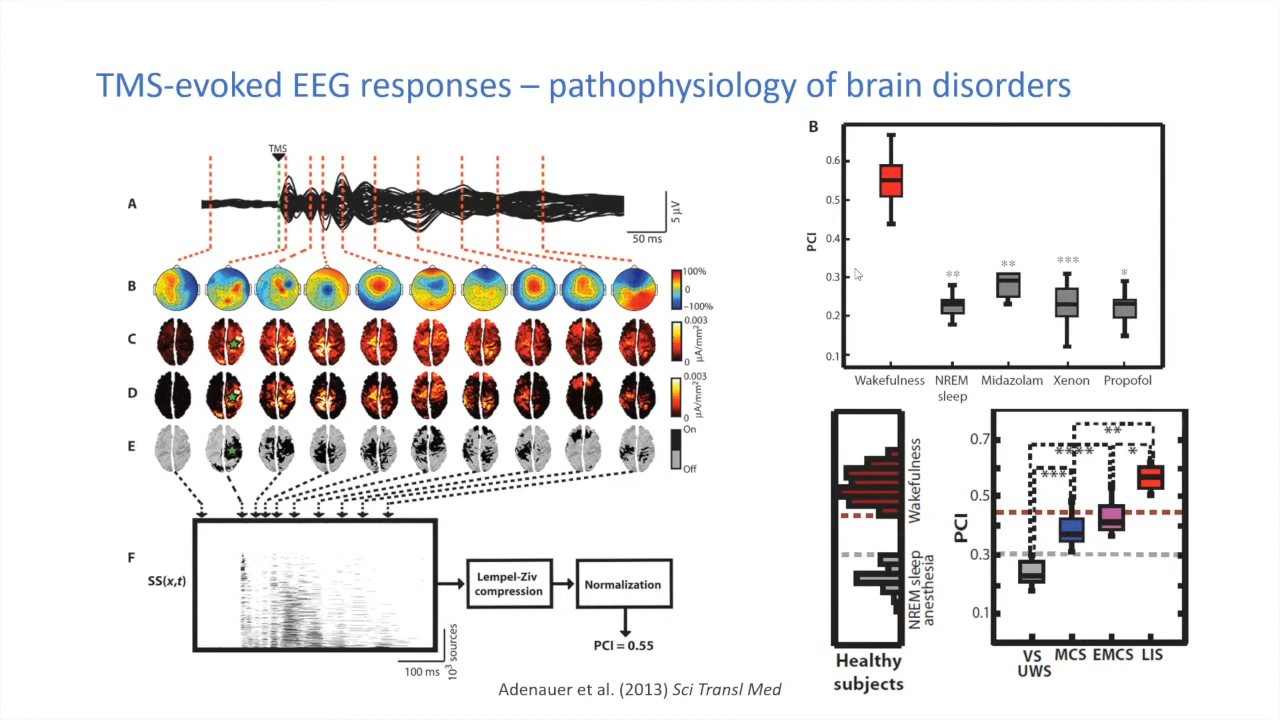 TMS-evoked EEG responses – pathophysiology of brain disorders
TMS
A
5 µV
50 ms
B
100%
0
−100%
C
0.003
0
µA/mm²
D
0.003
0
µA/mm²
E
On
Off
F
SS(x,t)
Lempel-Ziv
compression
Normalization
PCI = 0.55
100 ms
10³ sources
B
PCI
0.6
0.5
0.4
0.3
0.2
0.1
**
**
***
*
Wakefulness
NREM
sleep
Midazolam
Xenon
Propofol
Wakefulness
NREM sleep
anesthesia
Healthy
subjects
PCI
0.7
0.5
0.3
0.1
**
****
*
***
VS
UWS
MCS
EMCS
LIS
Adenauer et al. (2013) Sci Transl Med